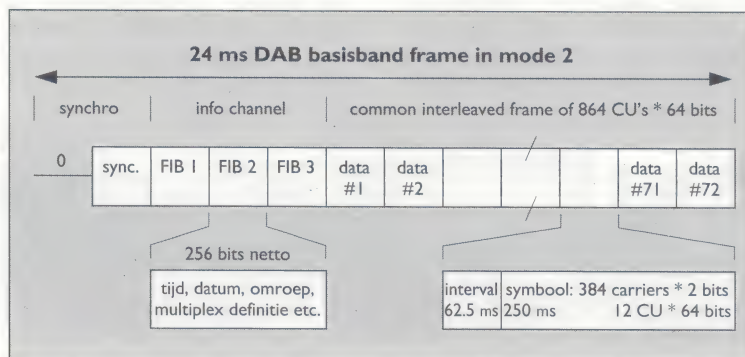 24 ms DAB basisband frame in mode 2
synchro info channel common interleaved frame of 864 CU's * 64 bits
0 sync. FIB 1 FIB 2 FIB 3 data #1 data #2 data #71 data #72
256 bits netto
tijd, datum, omroep,
multiplex definitie etc.
interval symbool: 384 carriers * 2 bits
62.5 ms 250 ms 12 CU * 64 bits